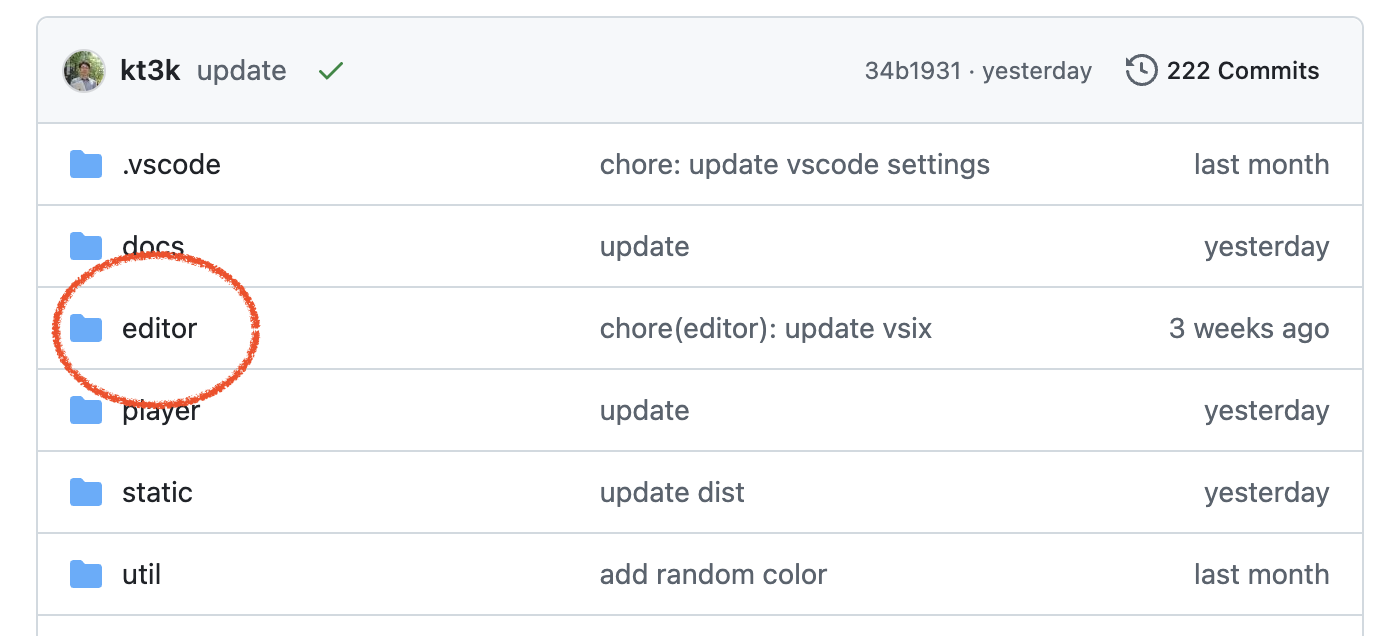 kt3k update 34b1931 · yesterday 222 Commits
.vscode chore: update vscode settings last month
docs update yesterday
editor chore(editor): update vsix 3 weeks ago
player update yesterday
static update dist yesterday
util add random color last month